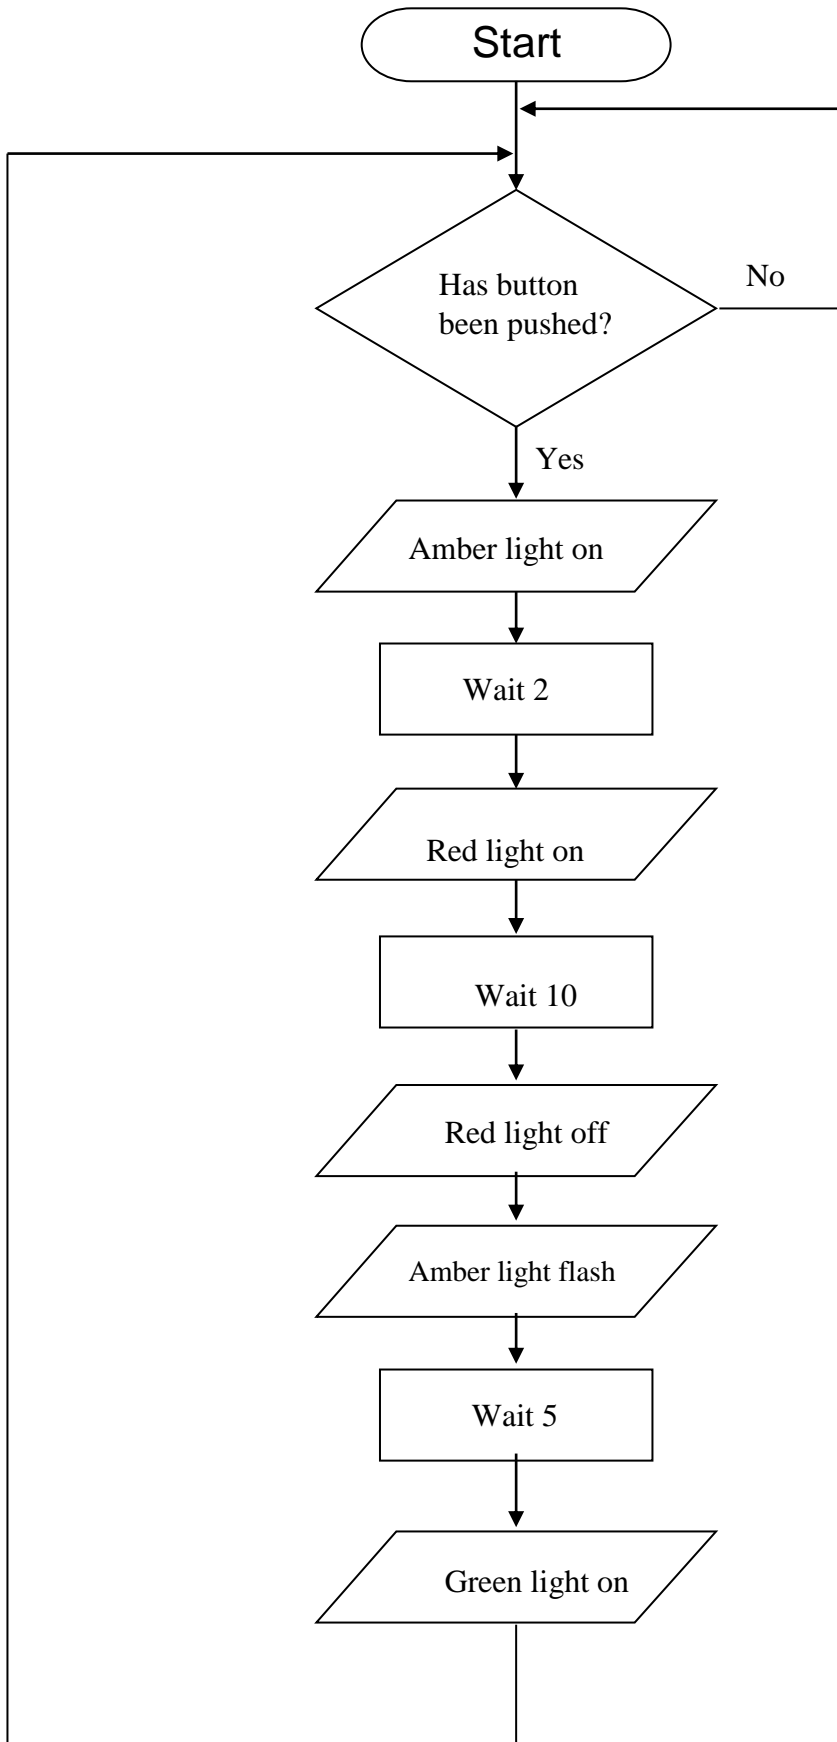 Start
Has button
been pushed?
No
Yes
Amber light on
Wait 2
Red light on
Wait 10
Red light off
Amber light flash
Wait 5
Green light on